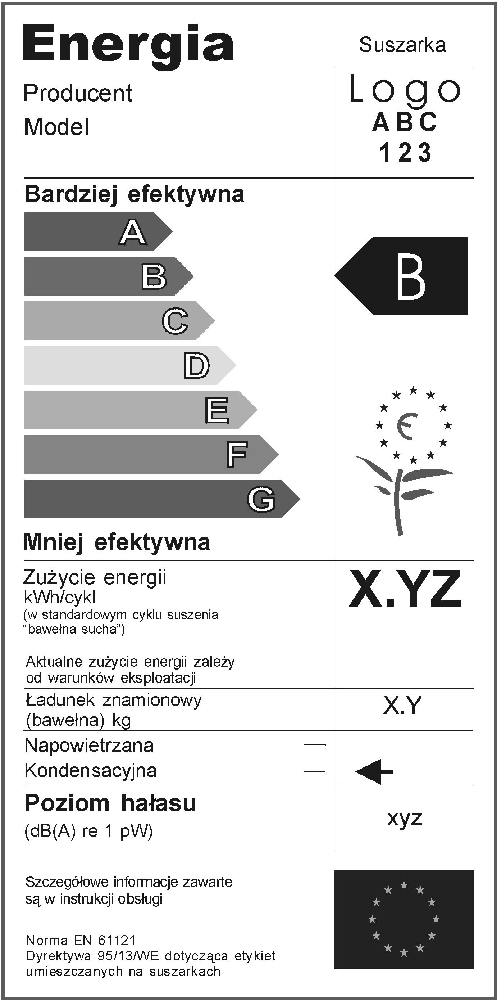 Energia
Suszarka
Producent
Model
Logo
ABC
123
Bardziej efektywna
A
B
C
D
E
F
G
B
Mniej efektywna
Zużycie energii
kWh/cykl
(w standardowym cyklu suszenia
“bawełna sucha”)
X.YZ
Aktualne zużycie energii zależy
od warunków eksploatacji
Ładunek znamionowy
(bawełna) kg
X.Y
Napowietrzana —
Kondensacyjna —
Poziom hałasu
(dB(A) re 1 pW)
xyz
Szczegółowe informacje zawarte
są w instrukcji obsługi
Norma EN 61121
Dyrektywa 95/13/WE dotycząca etykiet
umieszczanych na suszarkach